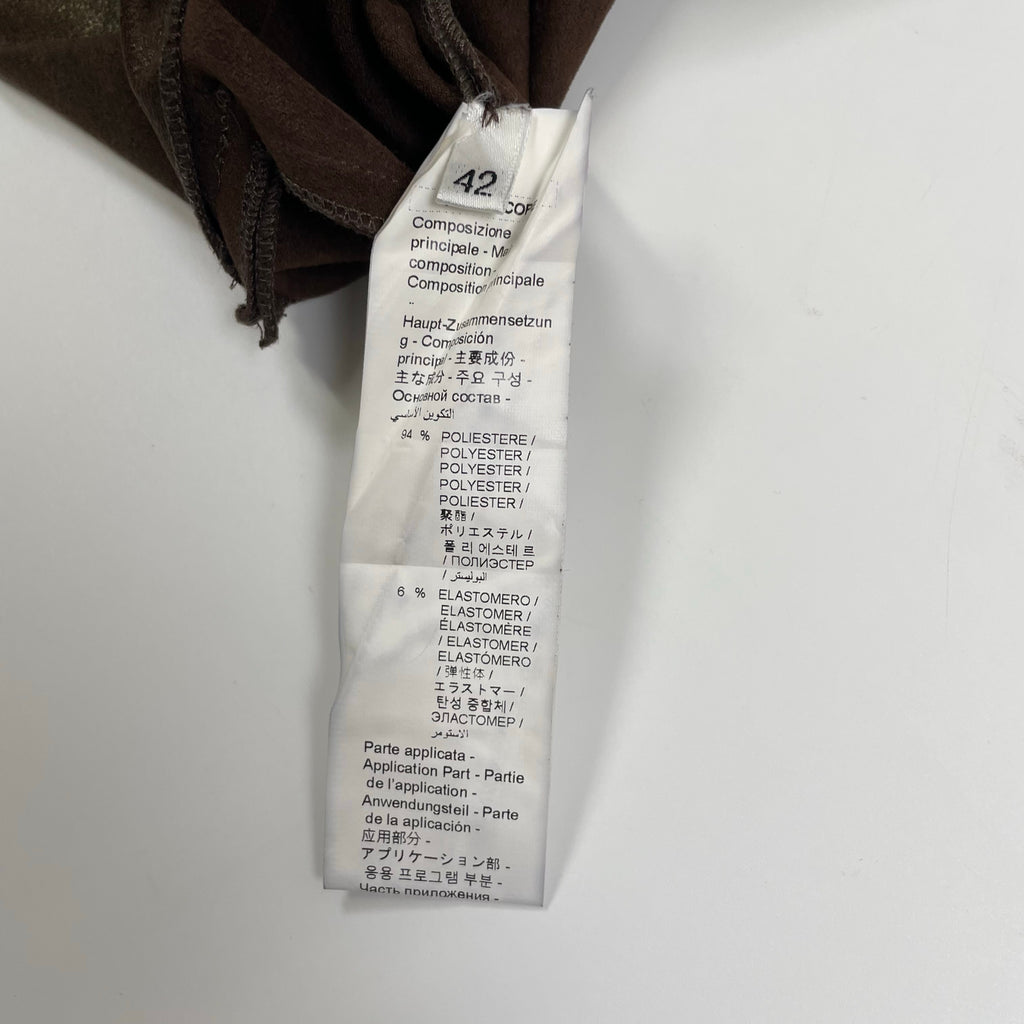 42
Composizione
principale -
composition -
Composition principale
..
Haupt-Zusammensetzun
g - Composición
principal - 主要成份 -
主な成分 - 주요 구성 -
Основной состав -
التكوين الأساسي
94 % POLIESTERE /
POLYESTER /
POLYESTER /
POLYESTER /
POLIESTER /
聚酯 /
ポリエステル /
폴 리 에스테 르
/ ПОЛИЭСТЕР
/ البوليستر
6 % ELASTOMERO /
ELASTOMER /
ÉLASTOMÈRE
/ ELASTOMER /
ELASTÓMERO
/ 弹性体 /
エラストマー /
탄성 중합체 /
ЭЛАСТОМЕР /
الاستومر
Parte applicata -
Application Part - Partie
de l'application -
Anwendungsteil - Parte
de la aplicación -
应用部分 -
アプリケーション部 -
응용 프로그램 부분 -
Часть приложения -